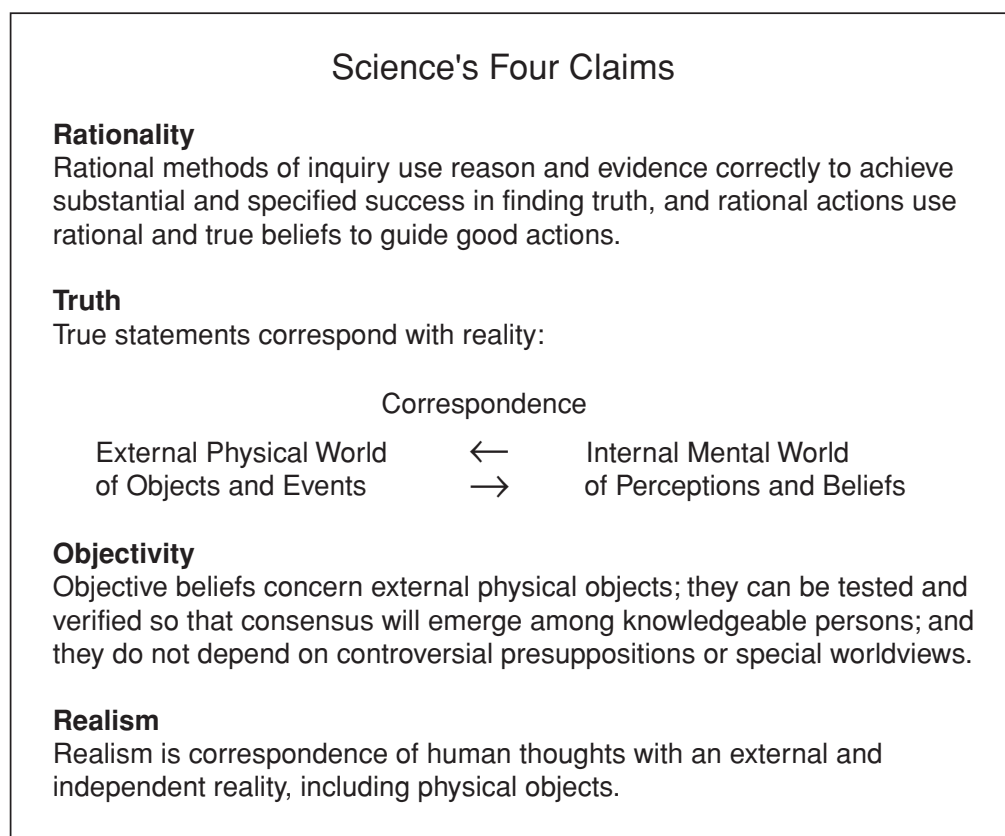 Science's Four Claims
Rationality
Rational methods of inquiry use reason and evidence correctly to achieve
substantial and specified success in finding truth, and rational actions use
rational and true beliefs to guide good actions.
Truth
True statements correspond with reality:
Correspondence
External Physical World ← Internal Mental World
of Objects and Events → of Perceptions and Beliefs
Objectivity
Objective beliefs concern external physical objects; they can be tested and
verified so that consensus will emerge among knowledgeable persons; and
they do not depend on controversial presuppositions or special worldviews.
Realism
Realism is correspondence of human thoughts with an external and
independent reality, including physical objects.